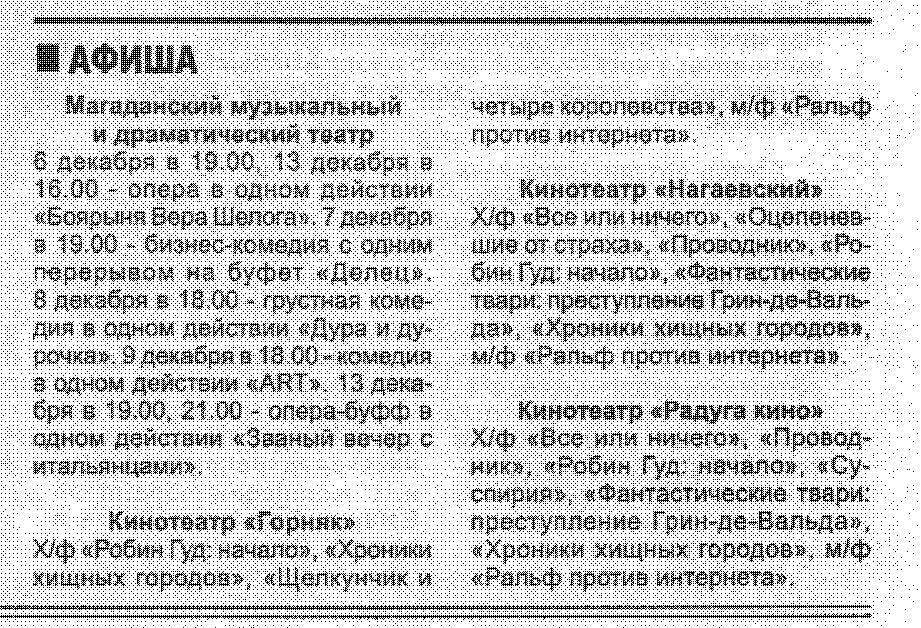 АФИША
Магаданский музыкальный
и драматический театр
6 декабря в 19.00, 13 декабря в
16.00 - опера в одном действии
«Боярыня Вера Шелога». 7 декабря
в 19.00 - бизнес-комедия с одним
перерывом на буфет «Делец».
8 декабря в 18.00 - грустная коме-
дия в одном действии «Дура и ду-
рочка». 9 декабря в 18.00 - комедия
в одном действии «ART». 13 дека-
бря в 19.00, 21.00 - опера-буфф в
одном действии «Званый вечер с
итальянцами».
Кинотеатр «Горняк»
Х/ф «Робин Гуд: начало», «Хроники
хищных городов», «Щелкунчик и
четыре королевства», м/ф «Ральф
против интернета».
Кинотеатр «Нагаевский»
Х/ф «Все или ничего», «Оцепенев-
шие от страха», «Проводник», «Ро-
бин Гуд: начало», «Фантастические
твари: преступление Грин-де-Валь-
да», «Хроники хищных городов»,
м/ф «Ральф против интернета».
Кинотеатр «Радуга кино»
Х/ф «Все или ничего», «Провод-
ник», «Робин Гуд: начало», «Су-
спирия», «Фантастические твари:
преступление Грин-де-Вальда»,
«Хроники хищных городов», м/ф
«Ральф против интернета».